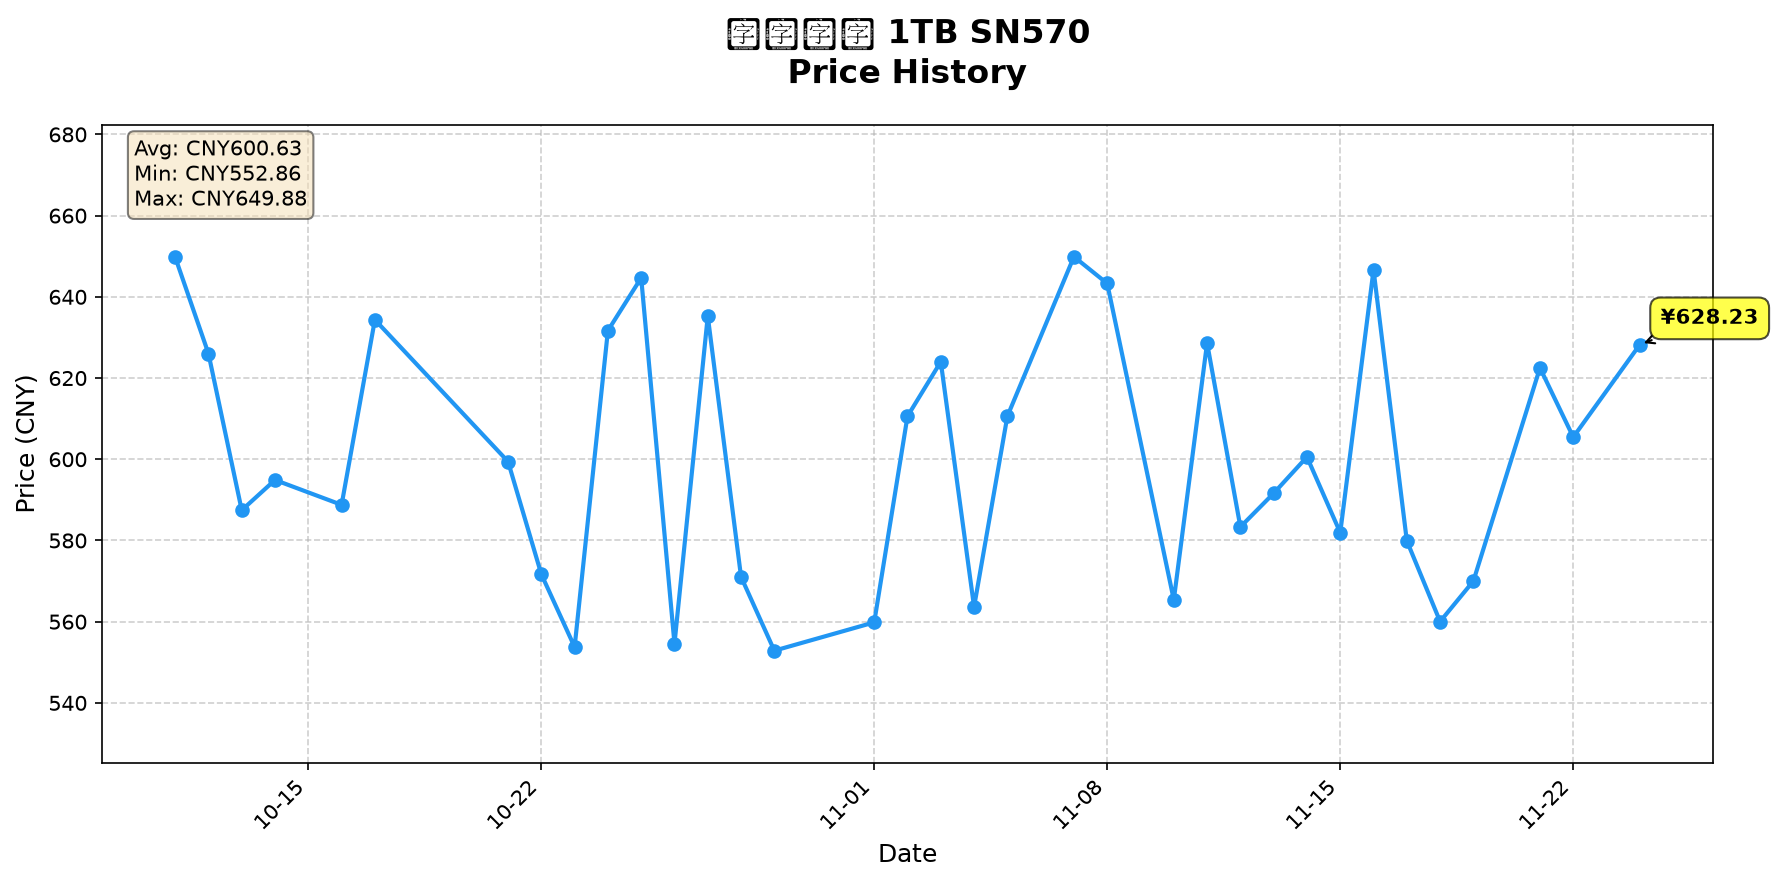 1TB SN570
Price History
Avg: CNY600.63
Min: CNY552.86
Max: CNY649.88
¥628.23
Price (CNY)
680
660
640
620
600
580
560
540
10-15
10-22
11-01
11-08
11-15
11-22
Date